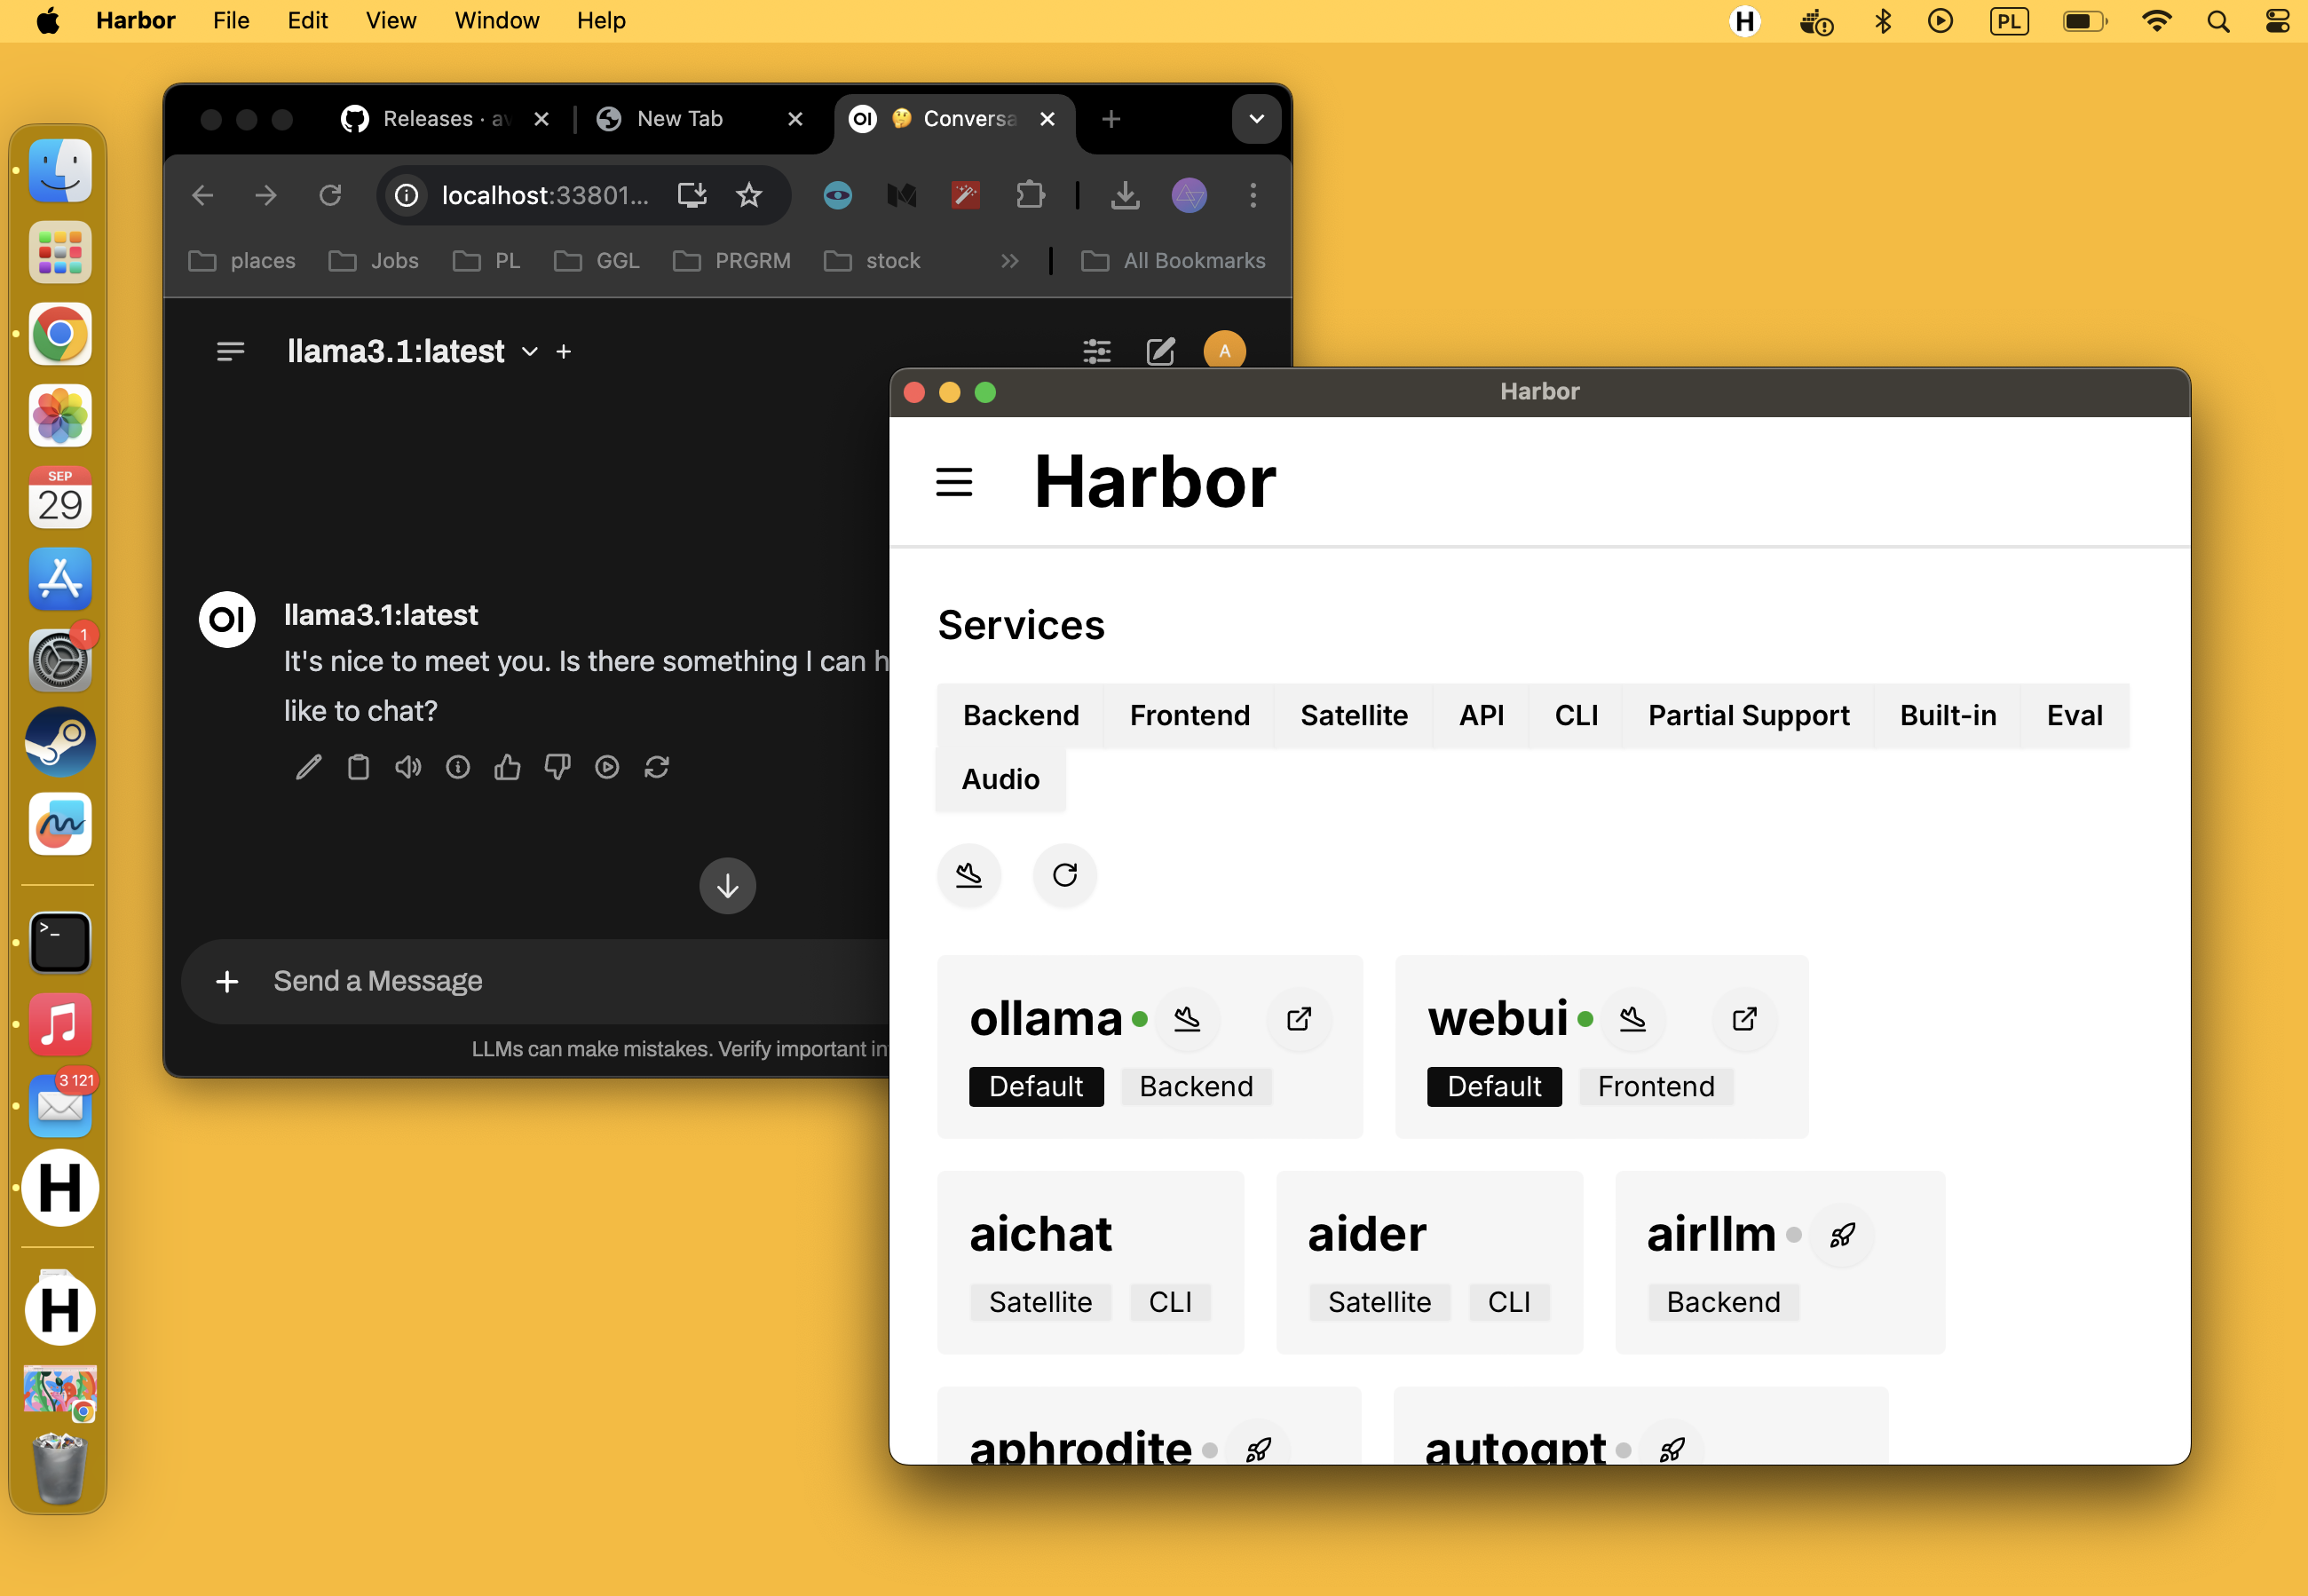 Harbor File Edit View Window Help
H PL
Releases · av New Tab OI 🤔 Conversa
localhost:33801...
places Jobs PL GGL PRGRM stock » All Bookmarks
llama3.1:latest
A
SEP
29
1
>_
3 121
H
H
OI
llama3.1:latest
It's nice to meet you. Is there something I can h
like to chat?
Send a Message
LLMs can make mistakes. Verify important in
Harbor
Harbor
Services
Backend Frontend Satellite API CLI Partial Support Built-in Eval
Audio
ollama webui
Default Backend Default Frontend
aichat aider airllm
Satellite CLI Satellite CLI Backend
aphrodite autogpt